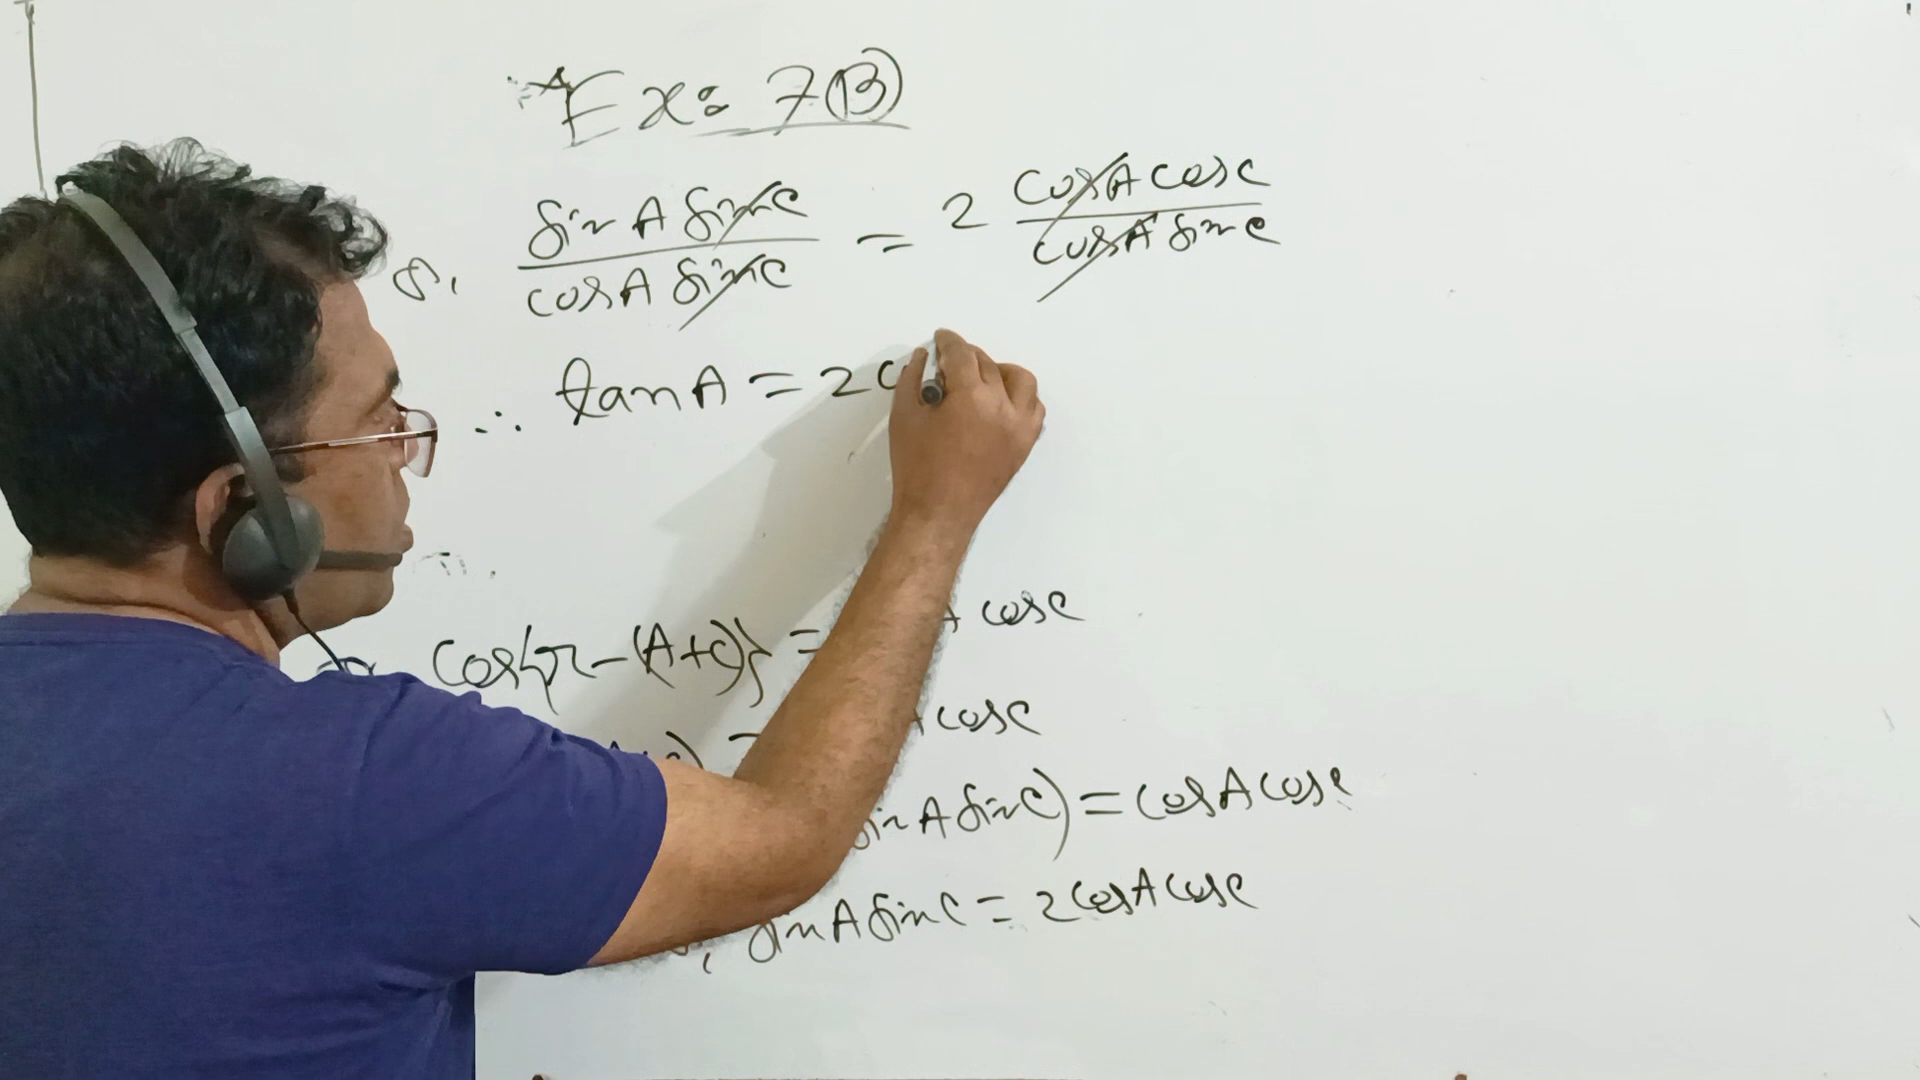 Ex: 7(B)
or, sinA sinC / cosA sinC = 2 cosA cosC / cosA sinC
∴ tanA = 2c
cos{π-(A+C)} = cosC
= cosC
sinA sinC) = cosA cosC
sinA sinC = 2cosA cosC